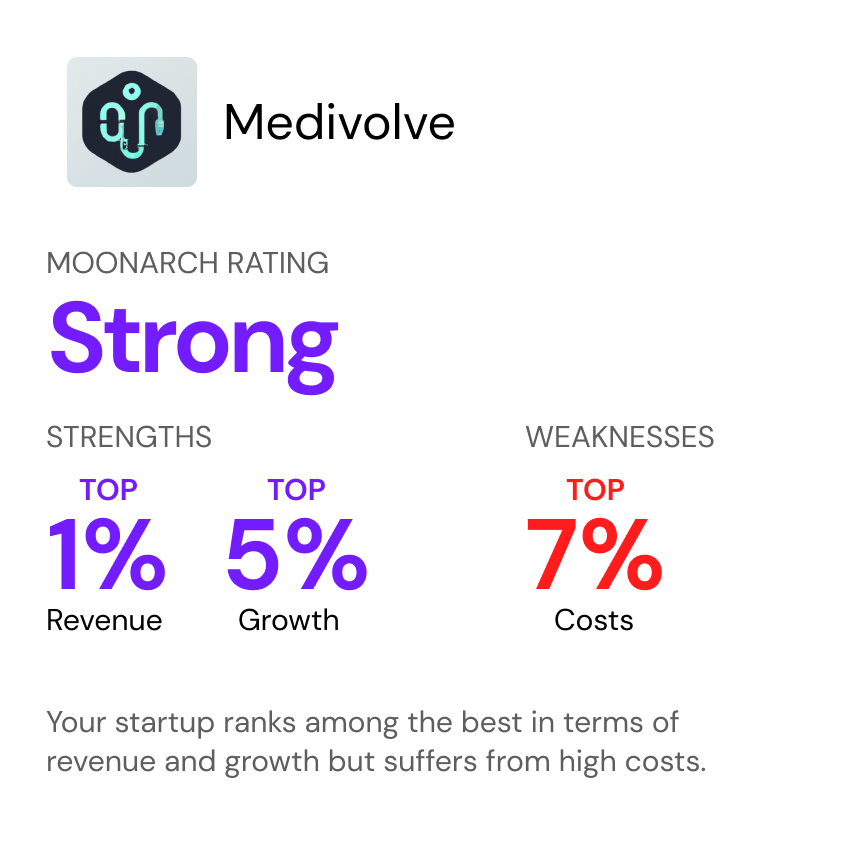 Medivolve
MOONARCH RATING
Strong
STRENGTHS
WEAKNESSES
TOP
TOP
TOP
1%
5%
7%
Revenue
Growth
Costs
Your startup ranks among the best in terms of
revenue and growth but suffers from high costs.